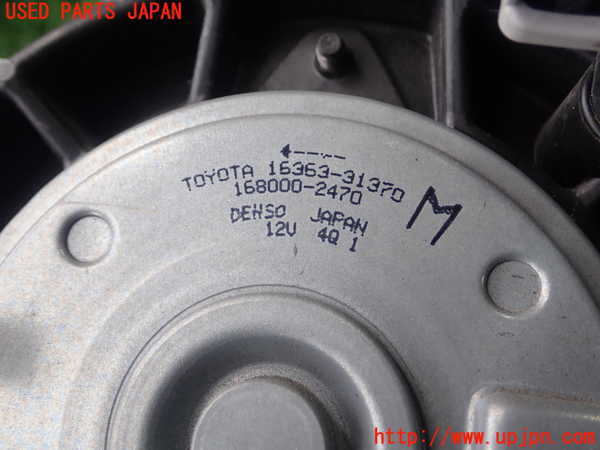 USED PARTS JAPAN
TOYOTA 16363-31370
168000-2470
M
DENSO JAPAN
12V 4Q 1
http://www.upjpn.com